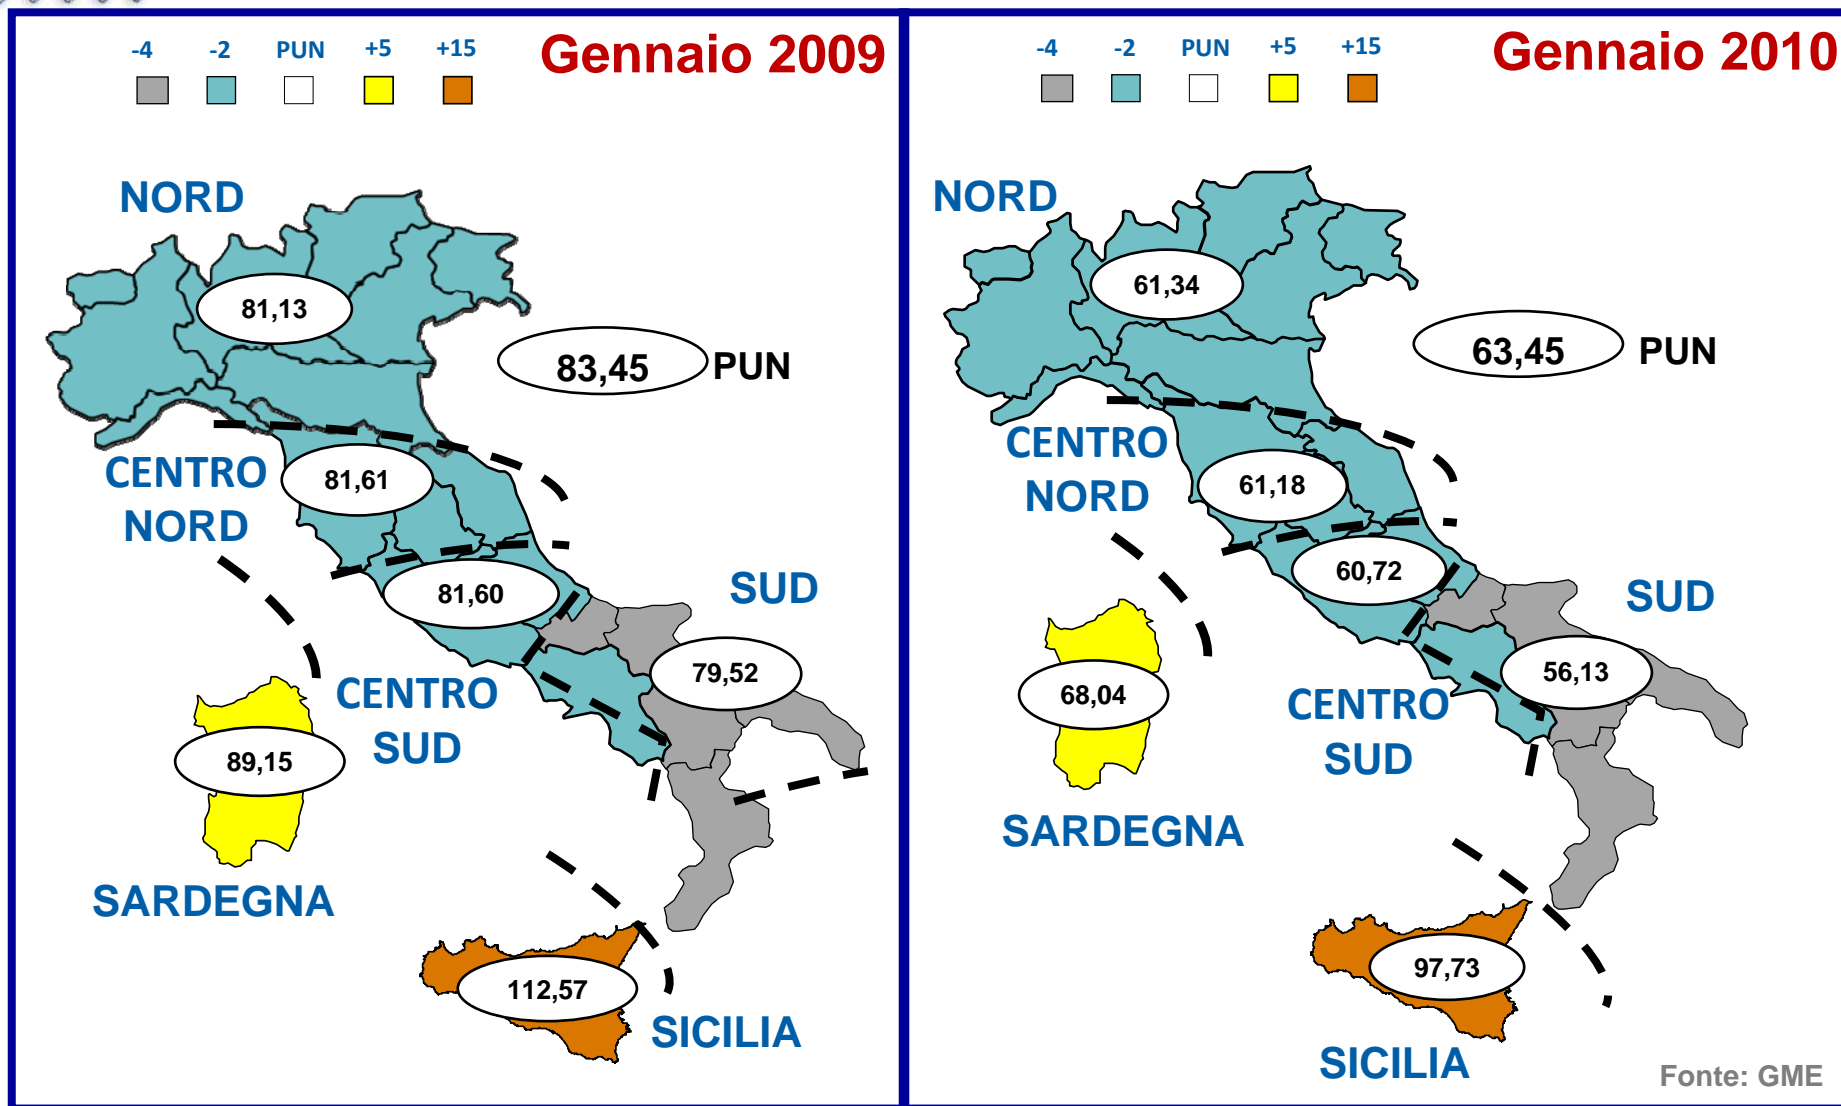 -4 -2 PUN +5 +15
Gennaio 2009
NORD
81,13
83,45 PUN
CENTRO
NORD
81,61
81,60
SUD
79,52
CENTRO
SUD
89,15
SARDEGNA
112,57
SICILIA
-4 -2 PUN +5 +15
Gennaio 2010
NORD
61,34
63,45 PUN
CENTRO
NORD
61,18
60,72
SUD
56,13
68,04
CENTRO
SUD
SARDEGNA
97,73
SICILIA
Fonte: GME